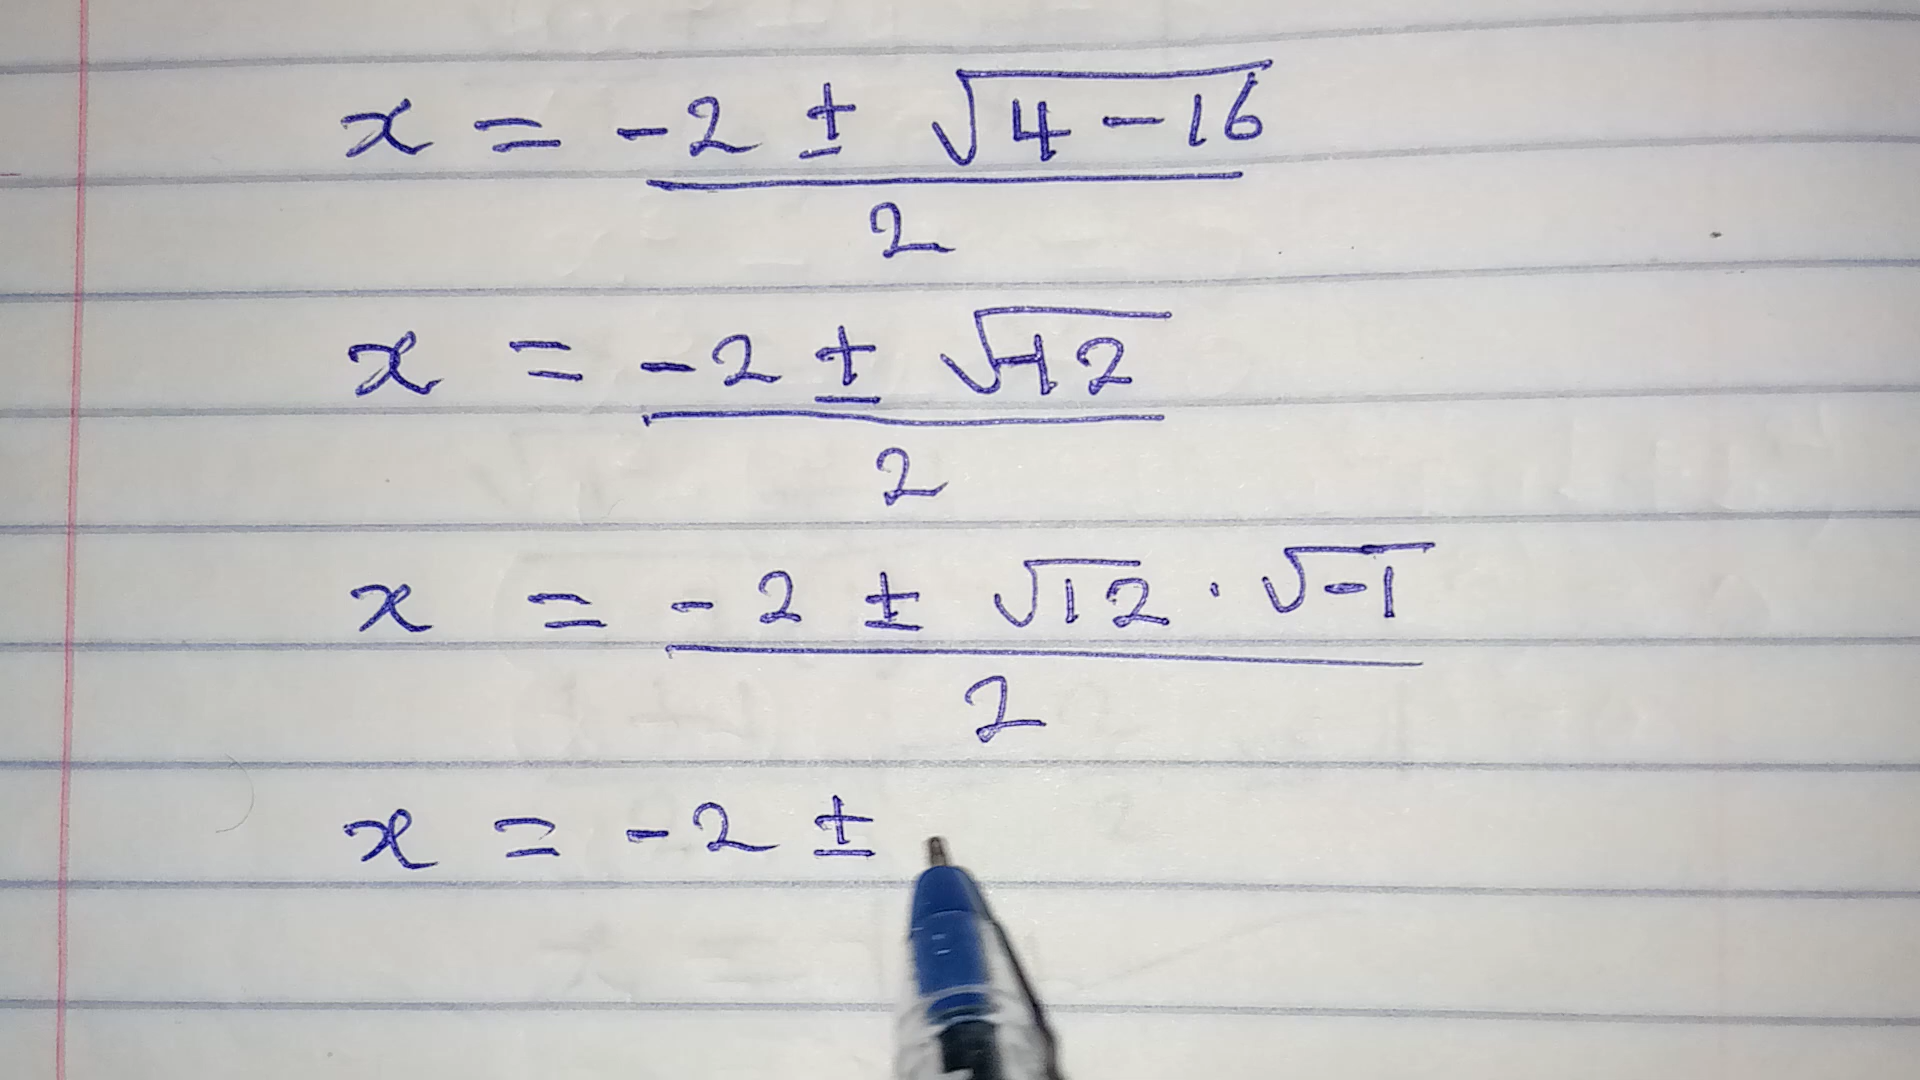 x = -2 ± √4-16
2
x = -2 ± √-12
2
x = -2 ± √12 · √-1
2
x = -2 ±